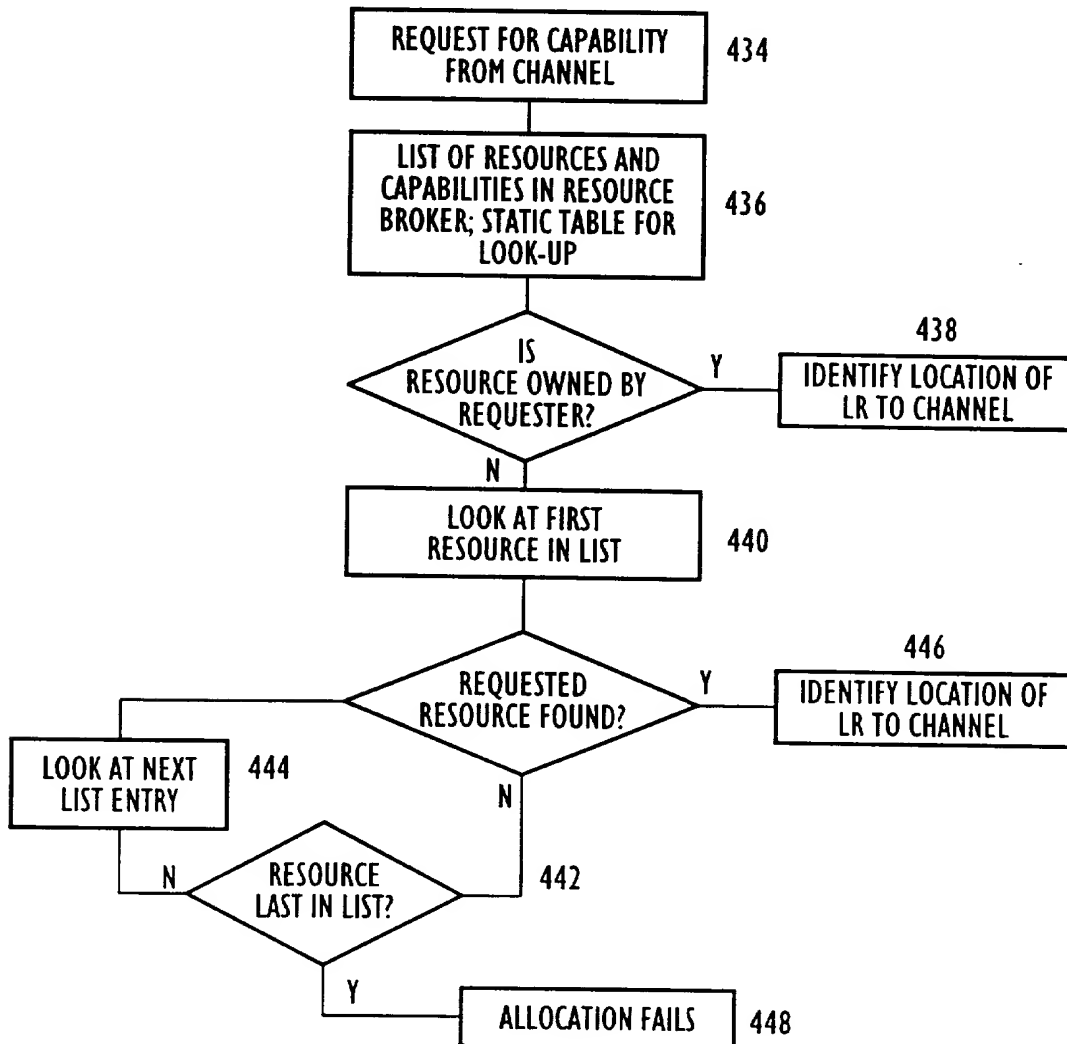 REQUEST FOR CAPABILITY
FROM CHANNEL
434
LIST OF RESOURCES AND
CAPABILITIES IN RESOURCE
BROKER; STATIC TABLE FOR
LOOK-UP
436
IS
RESOURCE OWNED BY
REQUESTER?
Y
438
IDENTIFY LOCATION OF
LR TO CHANNEL
N
LOOK AT FIRST
RESOURCE IN LIST
440
REQUESTED
RESOURCE FOUND?
Y
446
IDENTIFY LOCATION OF
LR TO CHANNEL
N
LOOK AT NEXT
LIST ENTRY
444
N
RESOURCE
LAST IN LIST?
442
Y
ALLOCATION FAILS
448